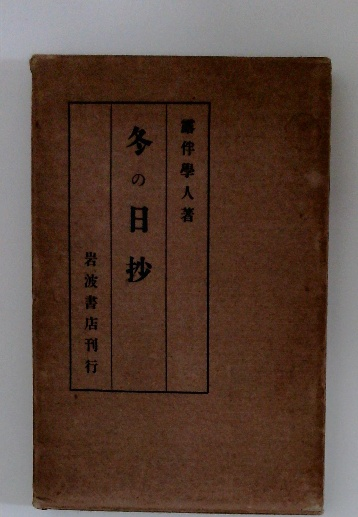 露伴學人著
冬の日抄
岩波書店刊行